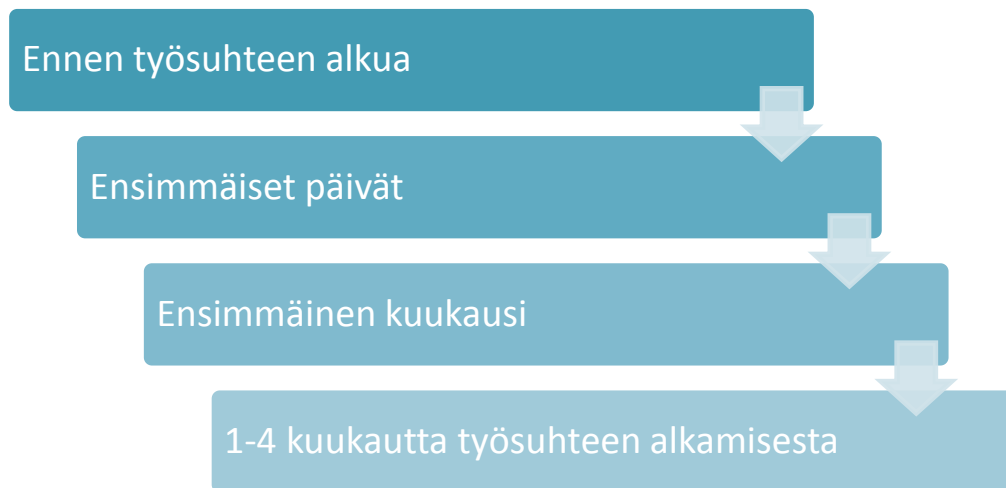 Ennen työsuhteen alkua
Ensimmäiset päivät
Ensimmäinen kuukausi
1-4 kuukautta työsuhteen alkamisesta